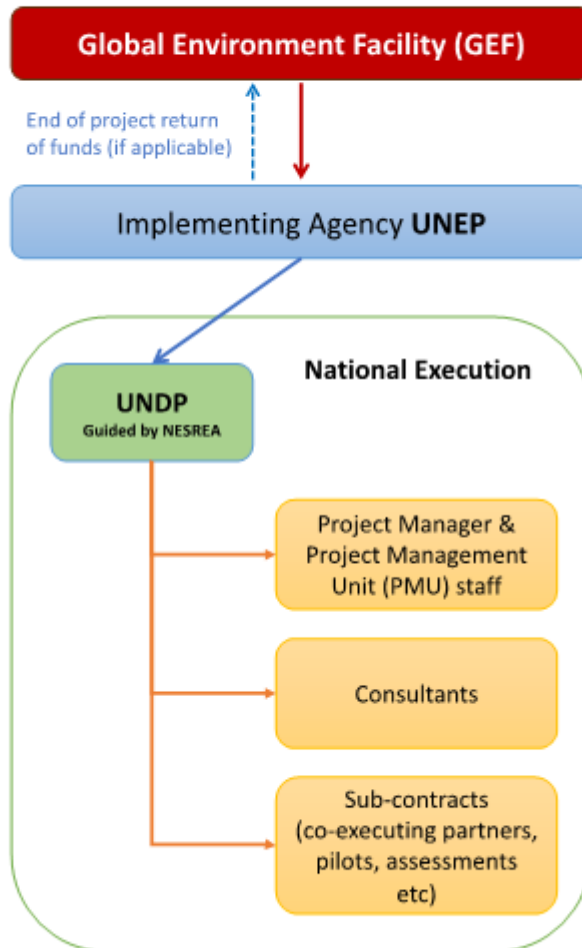 Global Environment Facility (GEF)
End of project return
of funds (if applicable)
Implementing Agency UNEP
National Execution
UNDP
Guided by NESREA
Project Manager &
Project Management
Unit (PMU) staff
Consultants
Sub-contracts
(co-executing partners,
pilots, assessments
etc)